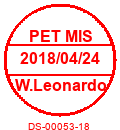 PET MIS
2018/04/24
W.Leonardo
DS-00053-18